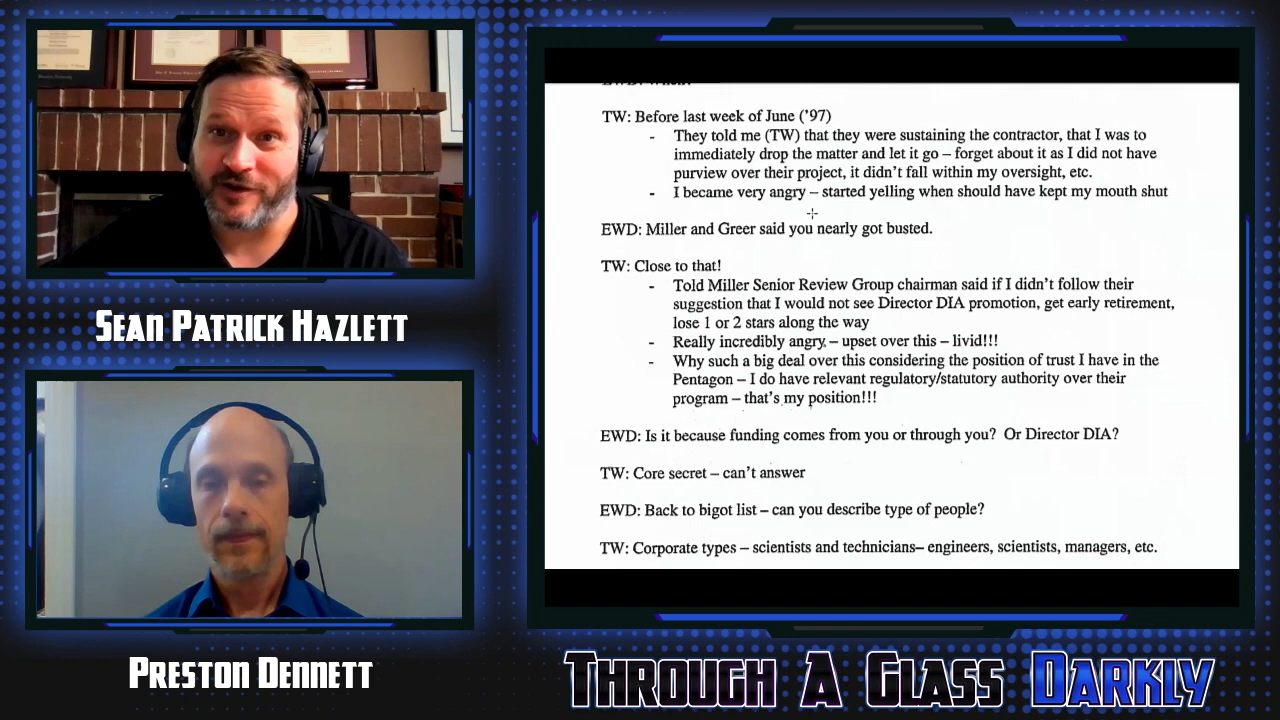 TW: Before last week of June ('97)
- They told me (TW) that they were sustaining the contractor, that I was to
immediately drop the matter and let it go – forget about it as I did not have
purview over their project, it didn't fall within my oversight, etc.
- I became very angry – started yelling when should have kept my mouth shut
EWD: Miller and Greer said you nearly got busted.
TW: Close to that!
- Told Miller Senior Review Group chairman said if I didn't follow their
suggestion that I would not see Director DIA promotion, get early retirement,
lose 1 or 2 stars along the way
- Really incredibly angry – upset over this – livid!!!
- Why such a big deal over this considering the position of trust I have in the
Pentagon – I do have relevant regulatory/statutory authority over their
program – that's my position!!!
EWD: Is it because funding comes from you or through you? Or Director DIA?
TW: Core secret – can't answer
EWD: Back to bigot list – can you describe type of people?
TW: Corporate types – scientists and technicians– engineers, scientists, managers, etc.
Sean Patrick Hazlett
Preston Dennett
Through A Glass Darkly